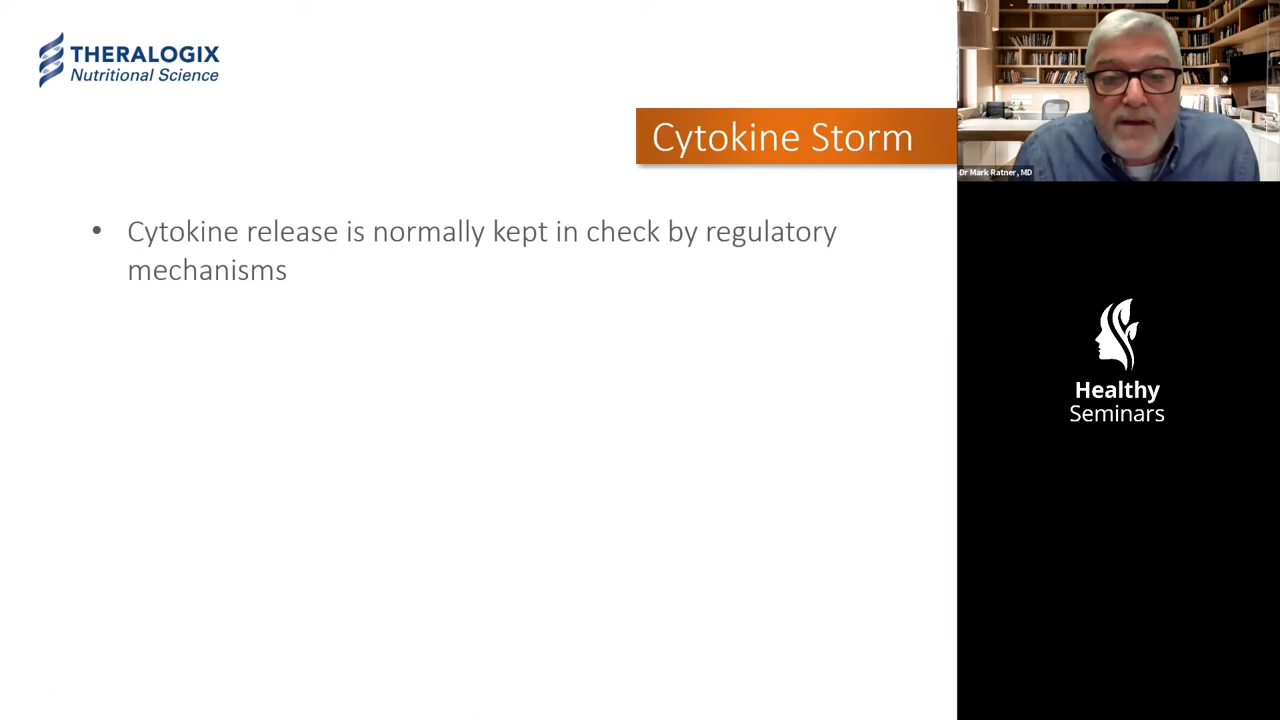 THERALOGIX
Nutritional Science
Cytokine Storm
Dr Mark Ratner, MD
• Cytokine release is normally kept in check by regulatory
mechanisms
Healthy
Seminars